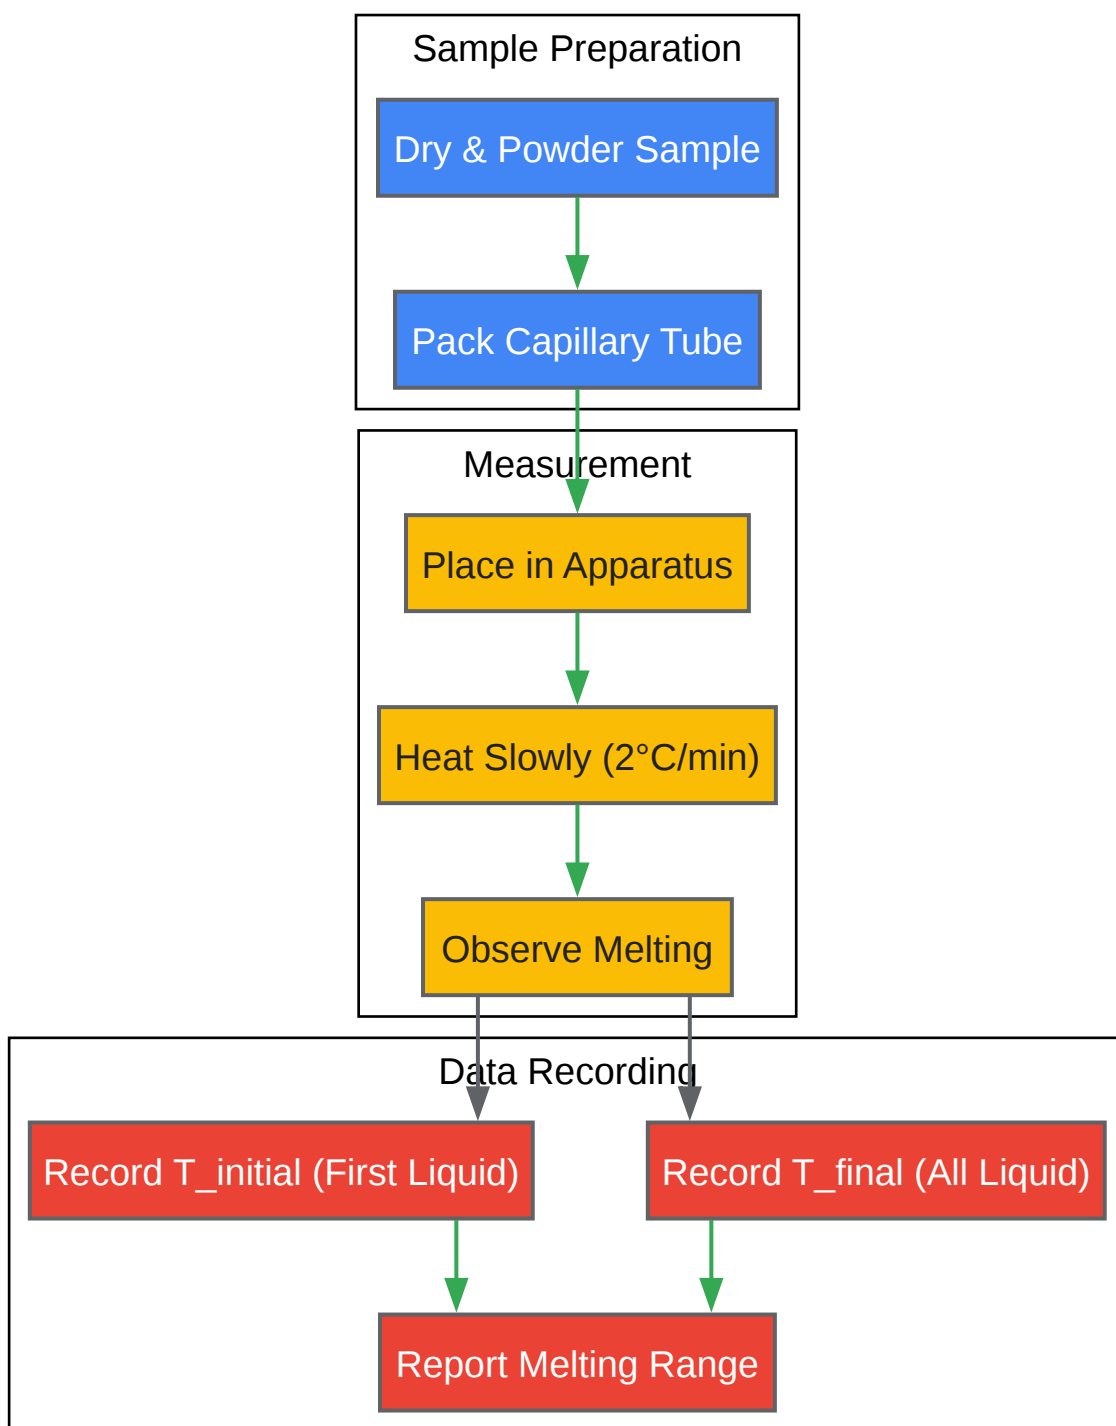 Sample Preparation
Dry & Powder Sample
Pack Capillary Tube
Measurement
Place in Apparatus
Heat Slowly (2°C/min)
Observe Melting
Data Recording
Record T_initial (First Liquid)
Record T_final (All Liquid)
Report Melting Range